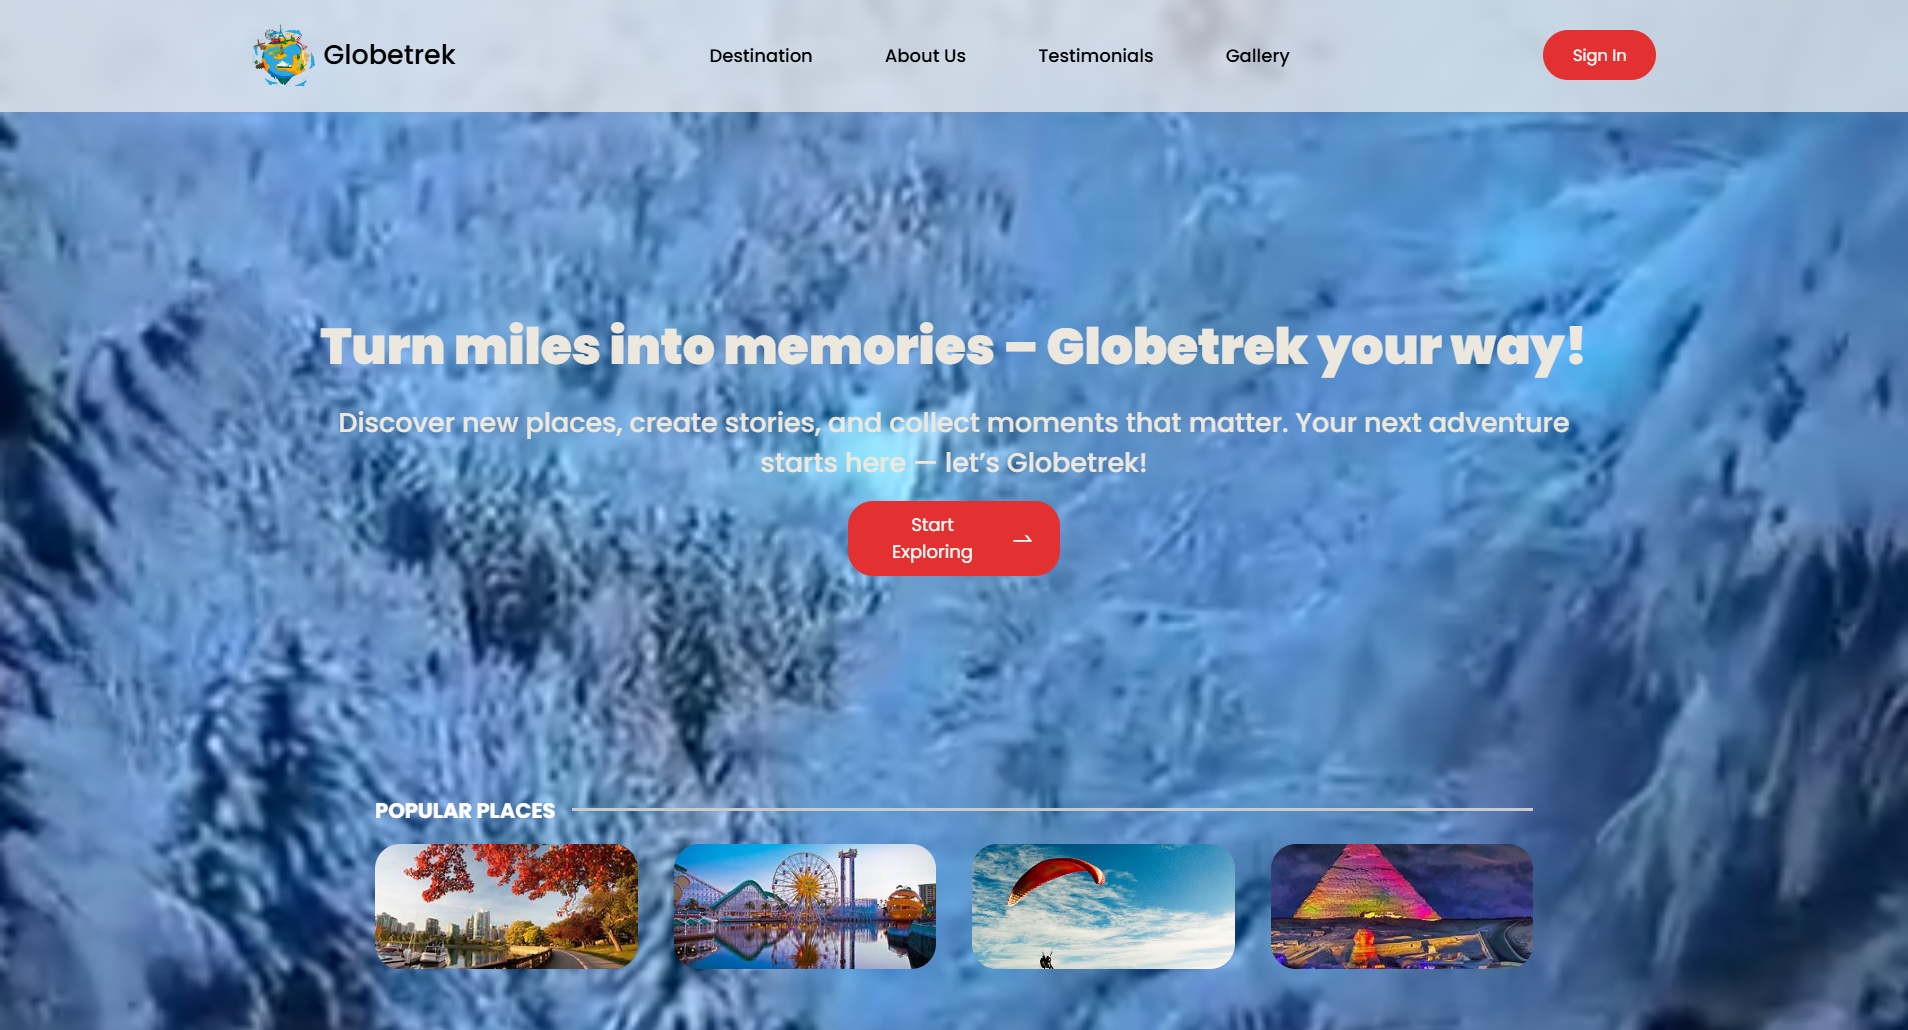 Globetrek
Destination
About Us
Testimonials
Gallery
Sign In
Turn miles into memories – Globetrek your way!
Discover new places, create stories, and collect moments that matter. Your next adventure
starts here — let’s Globetrek!
Start
Exploring
POPULAR PLACES